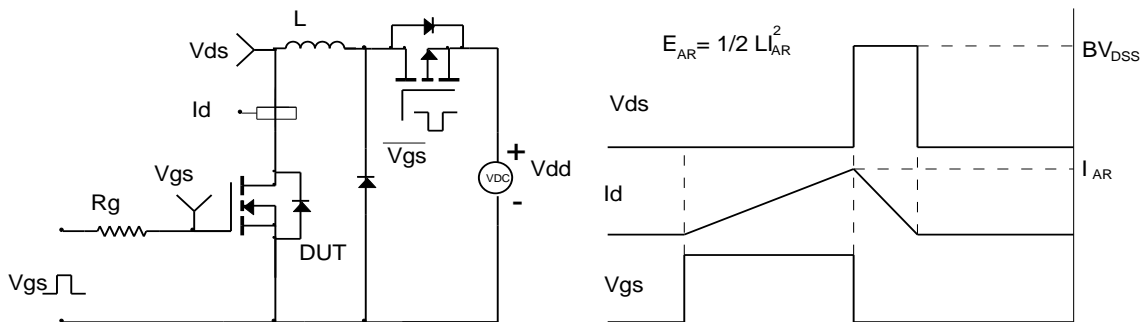 L
Vds
Id
Vgs
Vgs
Rg
DUT
Vgs
+
VDC
Vdd
-
E_AR= 1/2 LI_AR^2
BV_DSS
Vds
I_AR
Id
Vgs